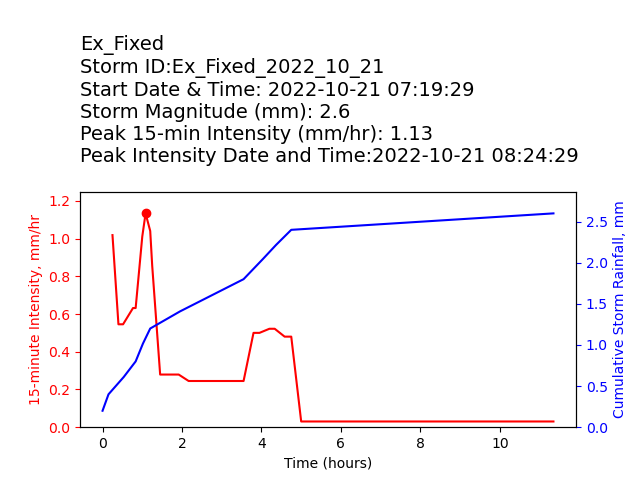 Ex_Fixed
Storm ID:Ex_Fixed_2022_10_21
Start Date & Time: 2022-10-21 07:19:29
Storm Magnitude (mm): 2.6
Peak 15-min Intensity (mm/hr): 1.13
Peak Intensity Date and Time:2022-10-21 08:24:29
15-minute Intensity, mm/hr
1.2
1.0
0.8
0.6
0.4
0.2
0.0
2.5
2.0
1.5
1.0
0.5
0.0
Cumulative Storm Rainfall, mm
0 2 4 6 8 10
Time (hours)